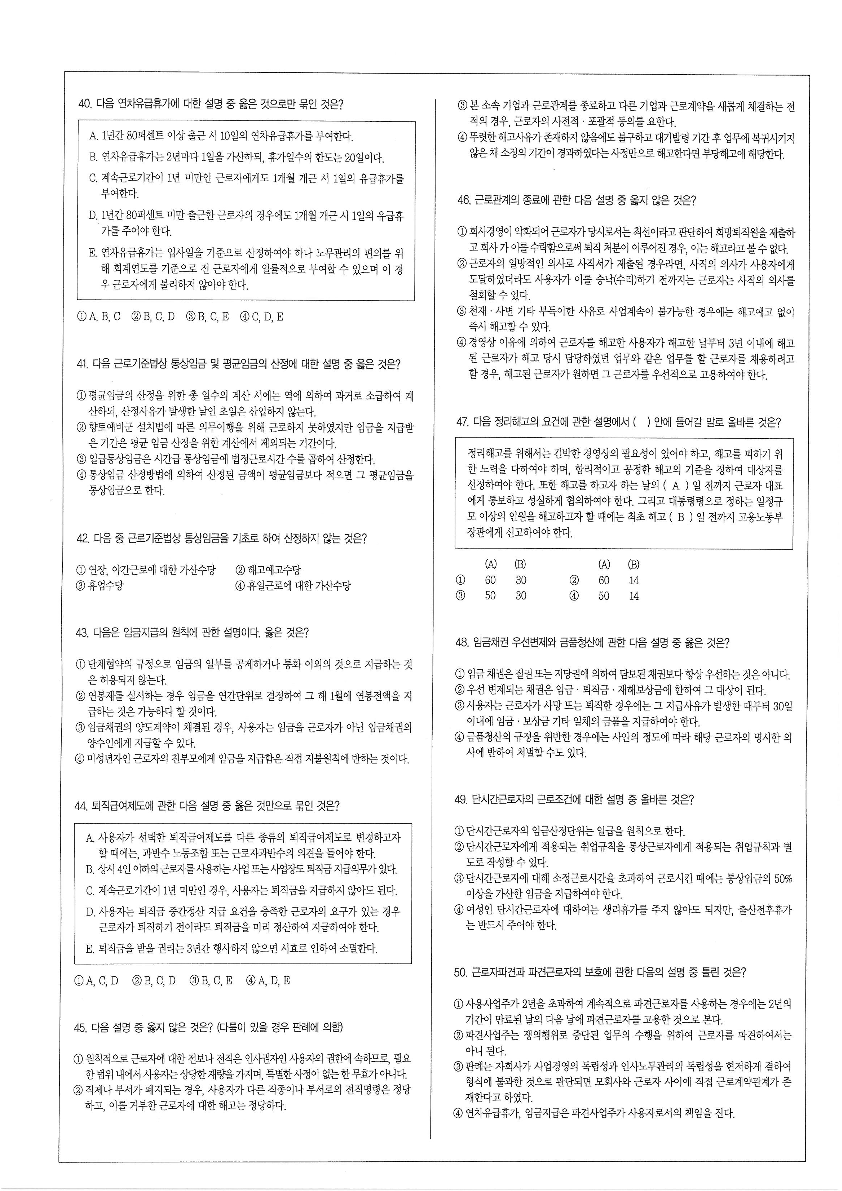 40. 다음 연차유급휴가에 대한 설명 중 옳은 것으로만 묶인 것은?
A. 1년간 80퍼센트 이상 출근 시 10일의 연차유급휴가를 부여한다.
B. 연차유급휴가는 2년마다 1일을 가산하되, 휴가일수의 한도는 20일이다.
C. 계속근로기간이 1년 미만인 근로자에게도 1개월 개근 시 1일의 유급휴가를
부여한다.
D. 1년간 80퍼센트 미만 출근한 근로자의 경우에도 1개월 개근 시 1일의 유급휴
가를 주어야 한다.
E. 연차유급휴가는 입사일을 기준으로 산정하여야 하나 노무관리의 편의를 위
해 회계연도를 기준으로 전 근로자에게 일률적으로 부여할 수 있으며 이 경
우 근로자에게 불리하지 않아야 한다.
① A, B, C ② B, C, D ③ B, C, E ④ C, D, E
41. 다음 근로기준법상 통상임금 및 평균임금의 산정에 대한 설명 중 옳은 것은?
① 평균임금의 산정을 위한 총 일수의 계산 시에는 역에 의하여 과거로 소급하여 계
산하되, 산정사유가 발생한 날인 초일은 산입하지 않는다.
② 향토예비군 설치법에 따른 의무이행을 위해 근로하지 못하였지만 임금을 지급받
은 기간은 평균 임금 산정을 위한 계산에서 제외되는 기간이다.
③ 일급통상임금은 시간급 통상임금에 법정근로시간 수를 곱하여 산정한다.
④ 통상임금 산정방법에 의하여 산정된 금액이 평균임금보다 적으면 그 평균임금을
통상임금으로 한다.
42. 다음 중 근로기준법상 통상임금을 기초로 하여 산정하지 않는 것은?
① 연장, 야간근로에 대한 가산수당 ② 해고예고수당
③ 휴업수당 ④ 휴일근로에 대한 가산수당
43. 다음은 임금지급의 원칙에 관한 설명이다. 옳은 것은?
① 단체협약의 규정으로 임금의 일부를 공제하거나 통화 이외의 것으로 지급하는 것
은 허용되지 않는다.
② 연봉제를 실시하는 경우 임금을 연간단위로 결정하여 그 해 1월에 연봉전액을 지
급하는 것은 가능하다 할 것이다.
③ 임금채권의 양도계약이 체결된 경우, 사용자는 임금을 근로자가 아닌 임금채권의
양수인에게 지급할 수 있다.
④ 미성년자인 근로자의 친부모에게 임금을 지급함은 직접 지불원칙에 반하는 것이다.
44. 퇴직급여제도에 관한 다음 설명 중 옳은 것만으로 묶인 것은?
A. 사용자가 선택한 퇴직급여제도를 다른 종류의 퇴직급여제도로 변경하고자
할 때에는, 과반수 노동조합 또는 근로자과반수의 의견을 들어야 한다.
B. 상시 4인 이하의 근로자를 사용하는 사업 또는 사업장도 퇴직금 지급의무가 있다.
C. 계속근로기간이 1년 미만인 경우, 사용자는 퇴직금을 지급하지 않아도 된다.
D. 사용자는 퇴직금 중간정산 지급 요건을 충족한 근로자의 요구가 있는 경우
근로자가 퇴직하기 전이라도 퇴직금을 미리 정산하여 지급하여야 한다.
E. 퇴직금을 받을 권리는 3년간 행사하지 않으면 시효로 인하여 소멸한다.
① A, C, D ② B, C, D ③ B, C, E ④ A, D, E
45. 다음 설명 중 옳지 않은 것은? (다툼이 있을 경우 판례에 의함)
① 원칙적으로 근로자에 대한 전보나 전직은 인사권자인 사용자의 권한에 속하므로, 필요
한 범위 내에서 사용자는 상당한 재량을 가지며, 특별한 사정이 없는 한 무효가 아니다.
② 직제나 부서가 폐지되는 경우, 사용자가 다른 직종이나 부서로의 전직명령은 정당
하고, 이를 거부한 근로자에 대한 해고는 정당하다.
③ 본 소속 기업과 근로관계를 종료하고 다른 기업과 근로계약을 새롭게 체결하는 전
적의 경우, 근로자의 사전적 · 포괄적 동의를 요한다.
④ 뚜렷한 해고사유가 존재하지 않음에도 불구하고 대기발령 기간 후 업무에 복귀시키지
않은 채 소정의 기간이 경과하였다는 사정만으로 해고한다면 부당해고에 해당한다.
46. 근로관계의 종료에 관한 다음 설명 중 옳지 않은 것은?
① 회사경영이 악화되어 근로자가 당시로서는 최선이라고 판단하여 희망퇴직원을 제출하
고 회사가 이를 수락함으로써 퇴직 처분이 이루어진 경우, 이는 해고라고 볼 수 없다.
② 근로자의 일방적인 의사로 사직서가 제출된 경우라면, 사직의 의사가 사용자에게
도달하였더라도 사용자가 이를 승낙(수리)하기 전까지는 근로자는 사직의 의사를
철회할 수 있다.
③ 천재 · 사변 기타 부득이한 사유로 사업계속이 불가능한 경우에는 해고예고 없이
즉시 해고할 수 있다.
④ 경영상 이유에 의하여 근로자를 해고한 사용자가 해고한 날부터 3년 이내에 해고
된 근로자가 해고 당시 담당하였던 업무와 같은 업무를 할 근로자를 채용하려고
할 경우, 해고된 근로자가 원하면 그 근로자를 우선적으로 고용하여야 한다.
47. 다음 정리해고의 요건에 관한 설명에서 ( ) 안에 들어갈 말로 올바른 것은?
정리해고를 위해서는 긴박한 경영상의 필요성이 있어야 하고, 해고를 피하기 위
한 노력을 다하여야 하며, 합리적이고 공정한 해고의 기준을 정하여 대상자를
선정하여야 한다. 또한 해고를 하고자 하는 날의 ( A ) 일 전까지 근로자 대표
에게 통보하고 성실하게 협의하여야 한다. 그리고 대통령령으로 정하는 일정규
모 이상의 인원을 해고하고자 할 때에는 최초 해고 ( B ) 일 전까지 고용노동부
장관에게 신고하여야 한다.
(A) (B) (A) (B)
① 60 30 ② 60 14
③ 50 30 ④ 50 14
48. 임금채권 우선변제와 금품청산에 관한 다음 설명 중 옳은 것은?
① 임금 채권은 질권 또는 저당권에 의하여 담보된 채권보다 항상 우선하는 것은 아니다.
② 우선 변제되는 채권은 임금 · 퇴직금 · 재해보상금에 한하여 그 대상이 된다.
③ 사용자는 근로자가 사망 또는 퇴직한 경우에는 그 지급사유가 발생한 때부터 30일
이내에 임금 · 보상금 기타 일체의 금품을 지급하여야 한다.
④ 금품청산의 규정을 위반한 경우에는 사인의 정도에 따라 해당 근로자의 명시한 의
사에 반하여 처벌할 수도 있다.
49. 단시간근로자의 근로조건에 대한 설명 중 올바른 것은?
① 단시간근로자의 임금산정단위는 일급을 원칙으로 한다.
② 단시간근로자에게 적용되는 취업규칙을 통상근로자에게 적용되는 취업규칙과 별
도로 작성할 수 있다.
③ 단시간근로자에 대해 소정근로시간을 초과하여 근로시킨 때에는 통상임금의 50%
이상을 가산한 임금을 지급하여야 한다.
④ 여성인 단시간근로자에 대하여는 생리휴가를 주지 않아도 되지만, 출산전후휴가
는 반드시 주어야 한다.
50. 근로자파견과 파견근로자의 보호에 관한 다음의 설명 중 틀린 것은?
① 사용사업주가 2년을 초과하여 계속적으로 파견근로자를 사용하는 경우에는 2년의
기간이 만료된 날의 다음 날에 파견근로자를 고용한 것으로 본다.
② 파견사업주는 쟁의행위로 중단된 업무의 수행을 위하여 근로자를 파견하여서는
아니 된다.
③ 판례는 자회사가 사업경영의 독립성과 인사노무관리의 독립성을 현저하게 결하여
형식에 불과한 것으로 판단되면 모회사와 근로자 사이에 직접 근로계약관계가 존
재한다고 하였다.
④ 연차유급휴가, 임금지급은 파견사업주가 사용자로서의 책임을 진다.